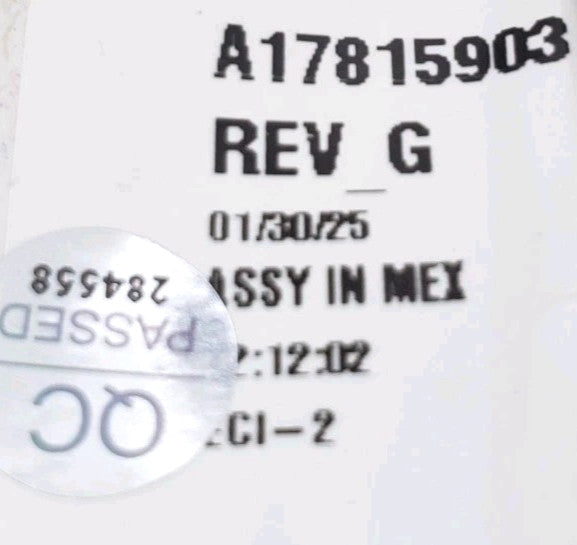 A17815903
REV_G
01/30/25
ASSY IN MEX
:12:02
CI-2
QC
PASSED
284558